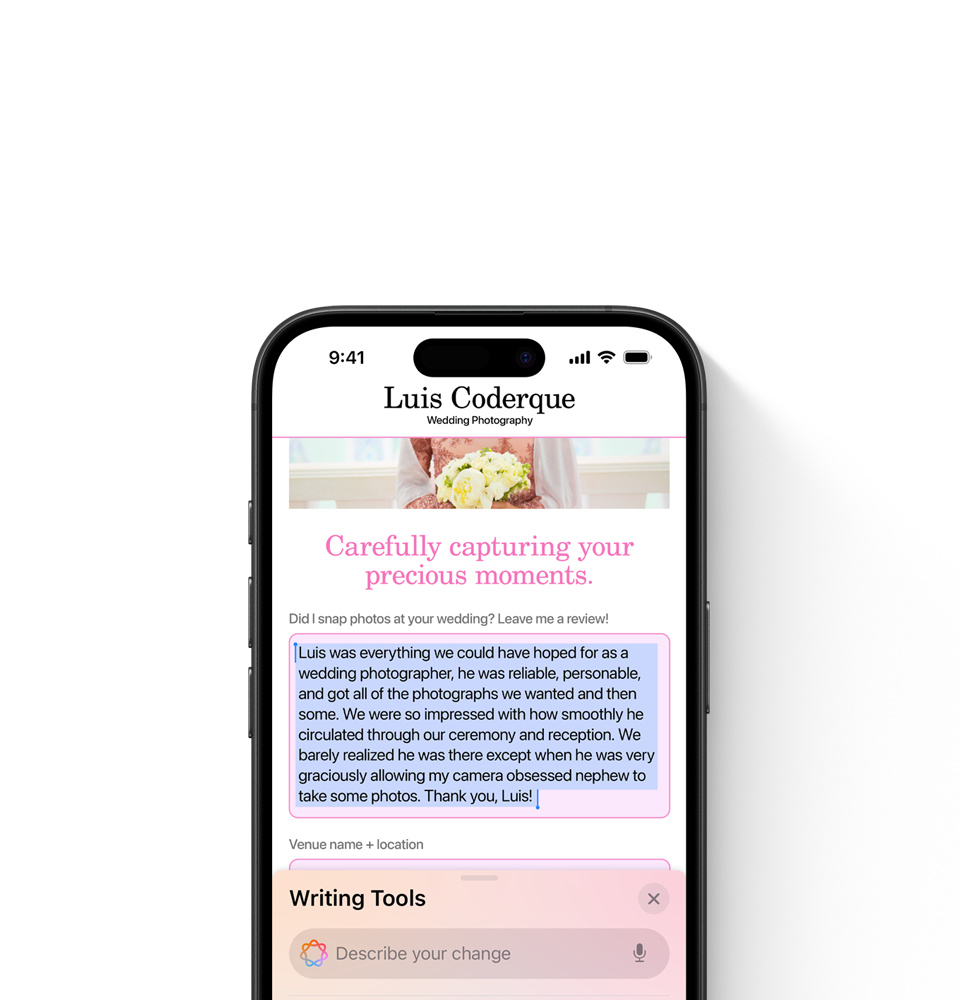 9:41
Luis Coderque
Wedding Photography
Carefully capturing your
precious moments.
Did I snap photos at your wedding? Leave me a review!
Luis was everything we could have hoped for as a
wedding photographer, he was reliable, personable,
and got all of the photographs we wanted and then
some. We were so impressed with how smoothly he
circulated through our ceremony and reception. We
barely realized he was there except when he was very
graciously allowing my camera obsessed nephew to
take some photos. Thank you, Luis!
Venue name + location
Writing Tools
Describe your change